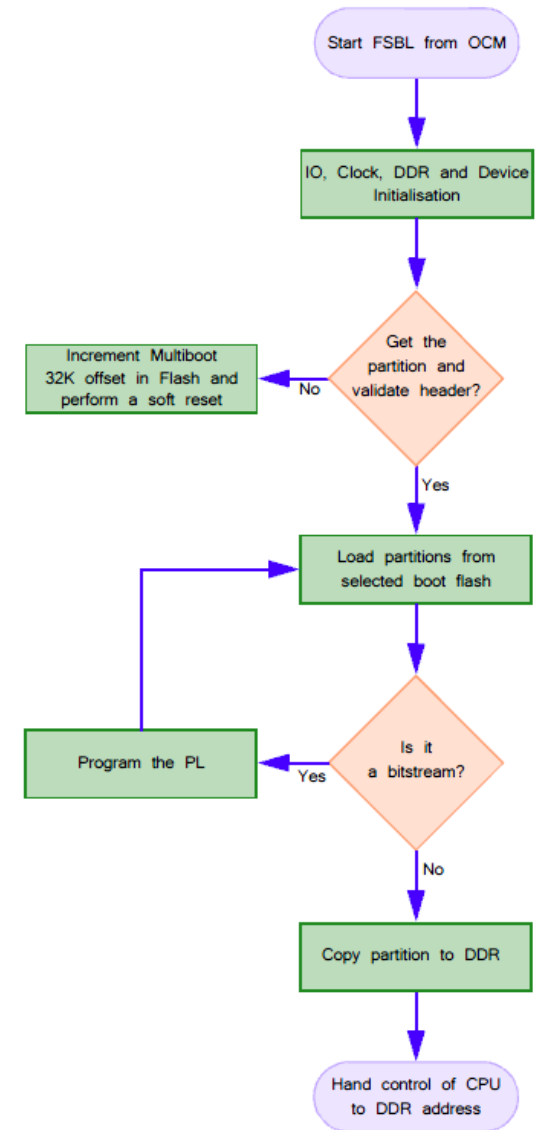 Start FSBL from OCM
IO, Clock, DDR and Device
Initialisation
Get the
partition and
validate header?
No
Increment Multiboot
32K offset in Flash and
perform a soft reset
Yes
Load partitions from
selected boot flash
Is it
a bitstream?
Yes
Program the PL
No
Copy partition to DDR
Hand control of CPU
to DDR address